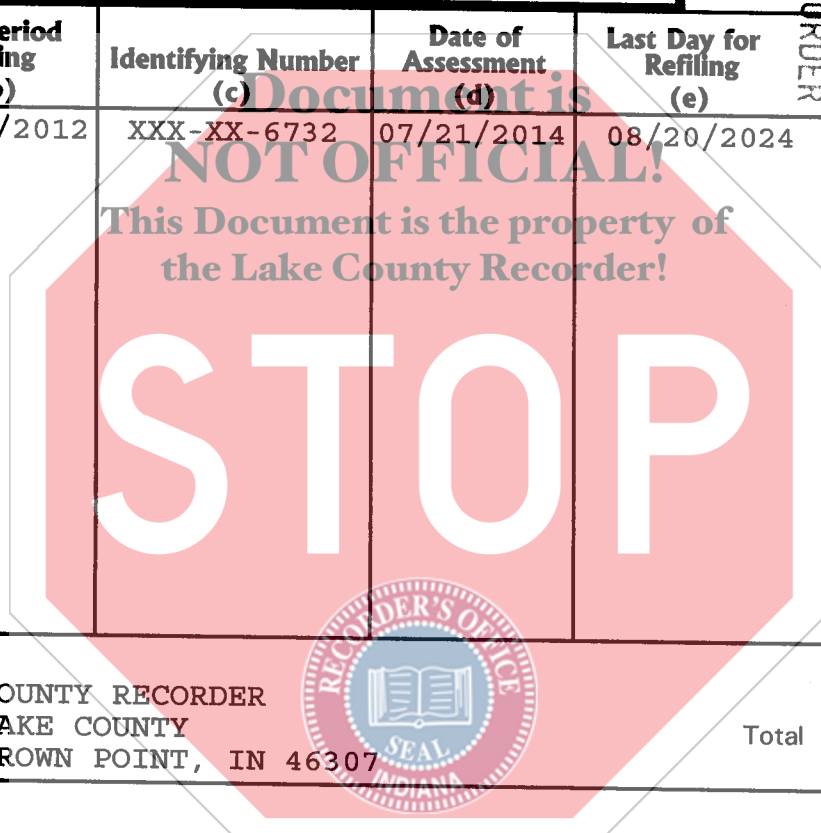 eriod
ing
)
Identifying Number
(c)
Date of
Assessment
(d)
Last Day for
Refiling
(e)
URDER
/2012
XXX-XX-6732
07/21/2014
08/20/2024
Document is
NOT OFFICIAL!
This Document is the property of
the Lake County Recorder!
STOP
OUNTY RECORDER
AKE COUNTY
ROWN POINT, IN 46307
Total
RECORDER'S OFFICE
SEAL
INDIANA